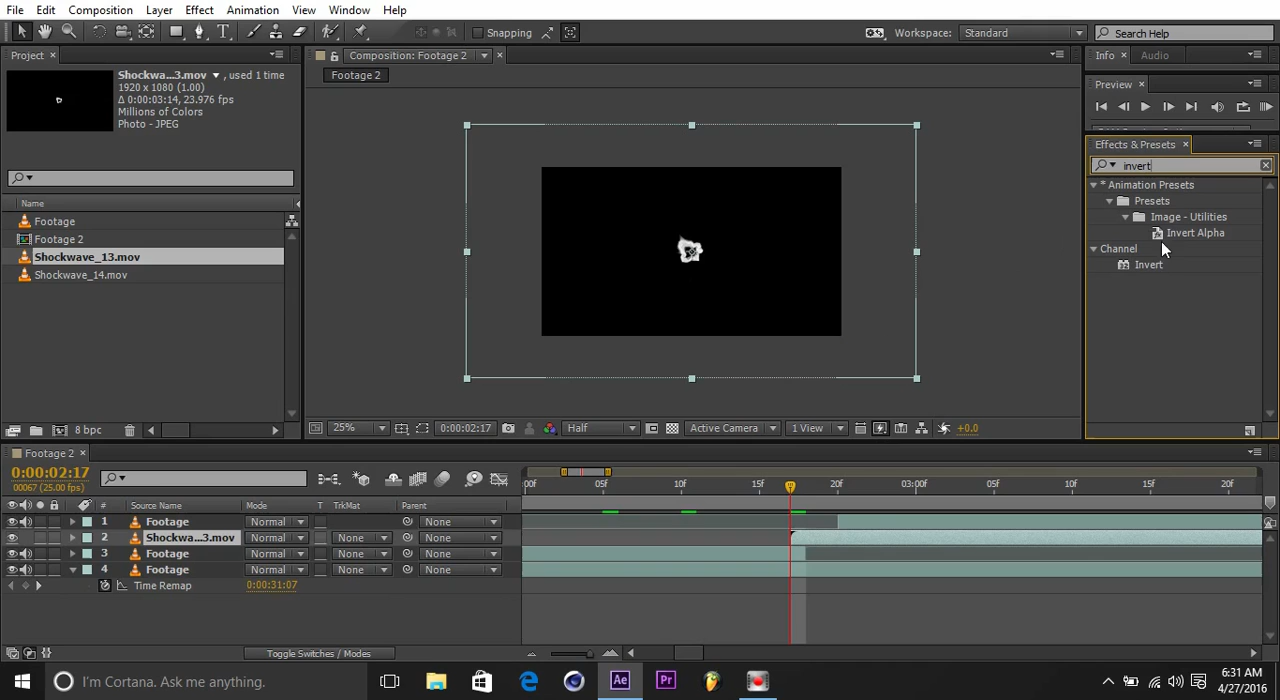 File Edit Composition Layer Effect Animation View Window Help
Snapping Workspace: Standard Search Help
Project × Composition: Footage 2 × Info × Audio
Footage 2
Shockwa...3.mov , used 1 time
1920 x 1080 (1.00)
Δ 0:00:03:14, 23.976 fps
Millions of Colors
Photo - JPEG
Preview ×
Effects & Presets ×
invert
* Animation Presets
Presets
Image - Utilities
Invert Alpha
Channel
Invert
Name
Footage
Footage 2
Shockwave_13.mov
Shockwave_14.mov
8 bpc
25% 0:00:02:17 Half Active Camera 1 View +0.0
Footage 2 ×
0:00:02:17
00067 (25.00 fps)
# Source Name Mode T TrkMat Parent
:00f 05f 10f 15f 20f 03:00f 05f 10f 15f 20f
1 Footage Normal None
2 Shockwa...3.mov Normal None None
3 Footage Normal None None
4 Footage Normal None None
Time Remap 0:00:31:07
Toggle Switches / Modes
I'm Cortana. Ask me anything.
Ae Pr
6:31 AM
4/27/2016